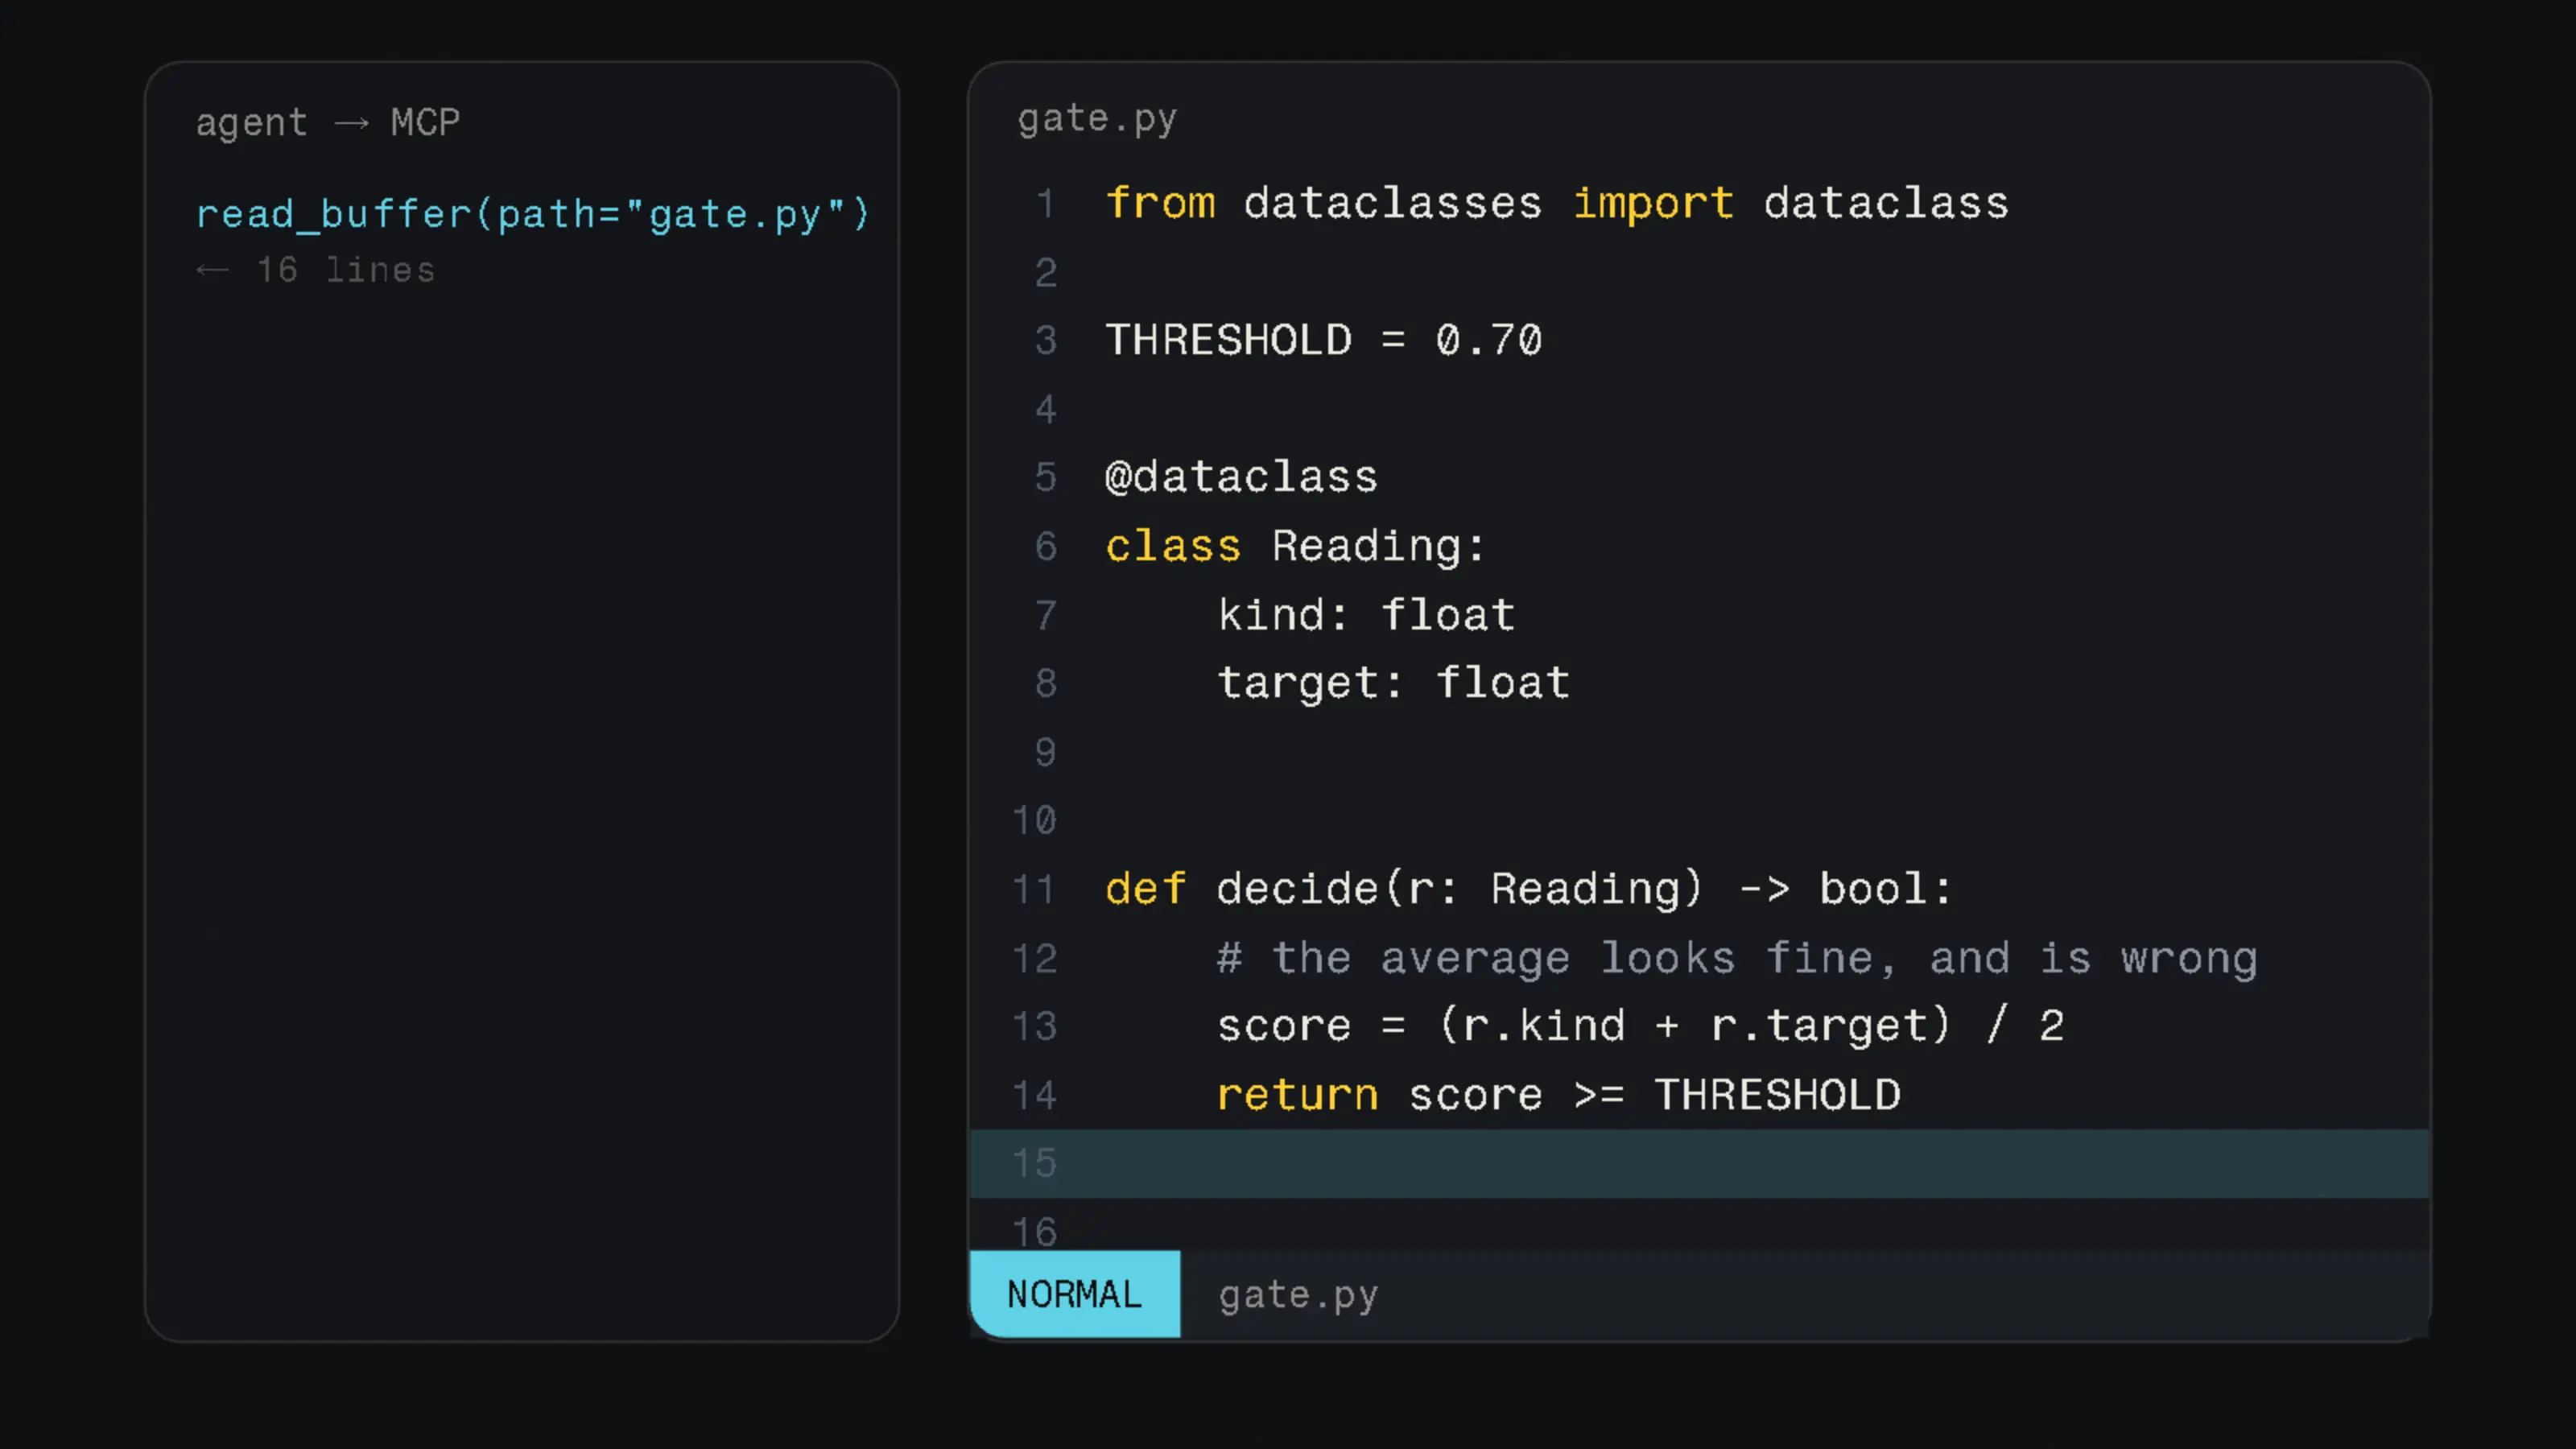 agent → MCP
read_buffer(path="gate.py")
← 16 lines
gate.py
1 from dataclasses import dataclass
2
3 THRESHOLD = 0.70
4
5 @dataclass
6 class Reading:
7     kind: float
8     target: float
9
10
11 def decide(r: Reading) -> bool:
12     # the average looks fine, and is wrong
13     score = (r.kind + r.target) / 2
14     return score >= THRESHOLD
15
16
NORMAL gate.py